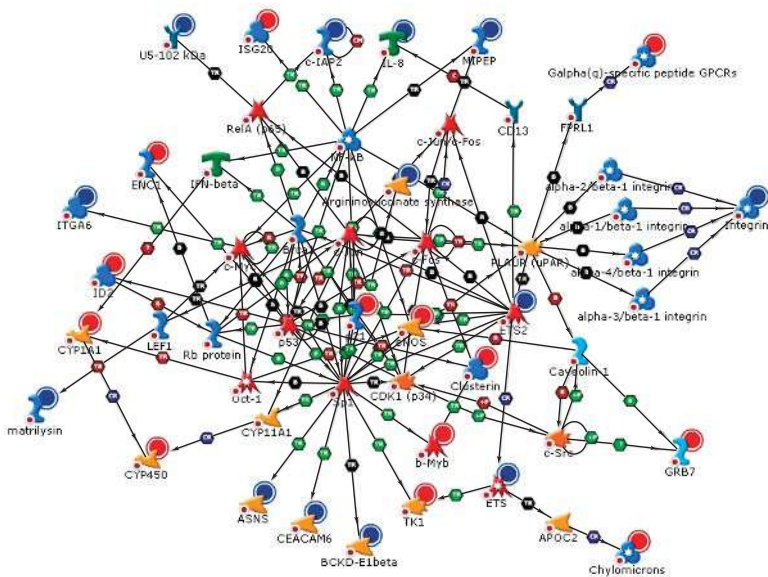 U5-102 kDa
ISG20
c-IAP2
IL-8
MIPEP
Galpha(q)-specific peptide GPCRs
RelA (p65)
NF-kB
c-Jun/c-Fos
CD13
FPRL1
ENC1
IFN-beta
Argininosuccinate synthase
alpha-2/beta-1 integrin
ITGA6
alpha-1/beta-1 integrin
Integrin
c-Myc
c-Jun
c-Fos
PLAUR (uPAR)
alpha-4/beta-1 integrin
ID2
alpha-3/beta-1 integrin
CYP1A1
LEF1
Rb protein
p53
eNOS
ETS2
Caveolin-1
matrilysin
Oct-1
Sp1
CDK1 (p34)
Clusterin
CYP11A1
CYP450
b-Myb
c-Src
GRB7
ASNS
CEACAM6
BCKD-E1beta
TK1
ETS
APOC2
Chylomicrons